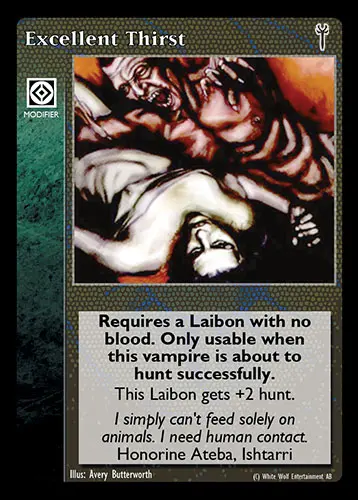 Excellent Thirst
MODIFIER
Requires a Laibon with no
blood. Only usable when
this vampire is about to
hunt successfully.
This Laibon gets +2 hunt.
I simply can't feed solely on
animals. I need human contact.
Honorine Ateba, Ishtarri
Illus: Avery Butterworth
(C) White Wolf Entertainment AB